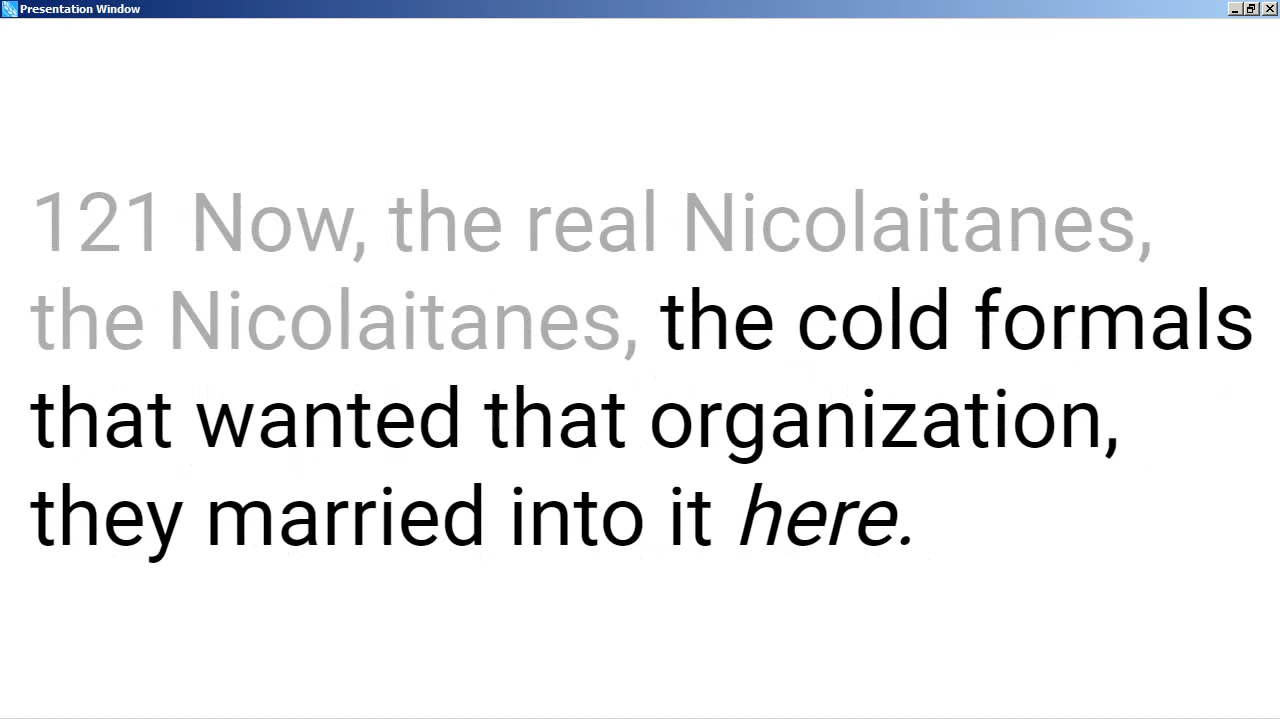 Presentation Window
121 Now, the real Nicolaitanes,
the Nicolaitanes, the cold formals
that wanted that organization,
they married into it here.